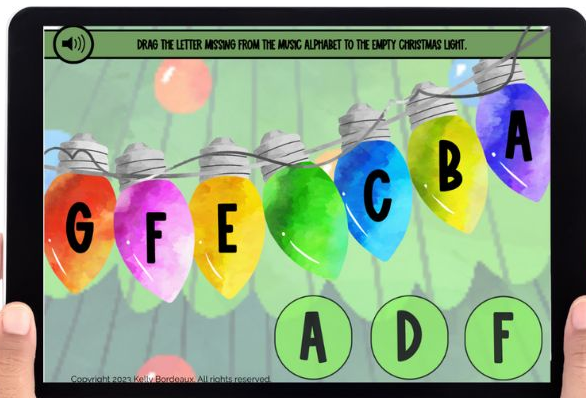 DRAG THE LETTER MISSING FROM THE MUSIC ALPHABET TO THE EMPTY CHRISTMAS LIGHT.
G F E C B A
A D F
Copyright 2023 Kelly Bordeaux. All rights reserved.